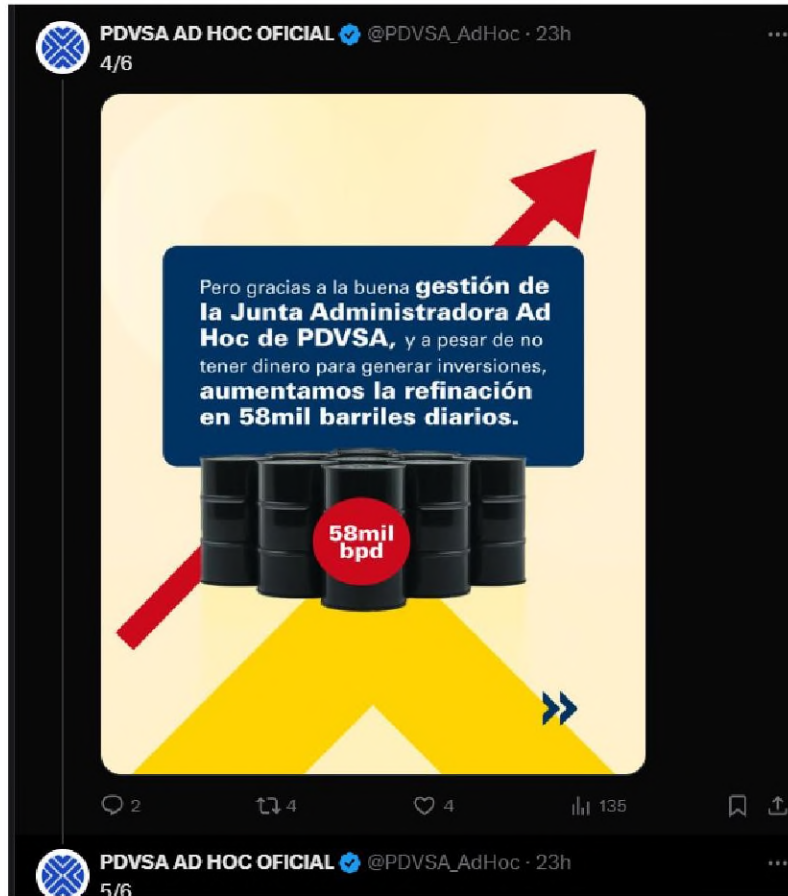 PDVSA AD HOC OFICIAL @PDVSA_AdHoc · 23h
4/6
Pero gracias a la buena gestión de
la Junta Administradora Ad
Hoc de PDVSA, y a pesar de no
tener dinero para generar inversiones,
aumentamos la refinación
en 58mil barriles diarios.
58mil
bpd
2 4 4 135
PDVSA AD HOC OFICIAL @PDVSA_AdHoc · 23h
5/6